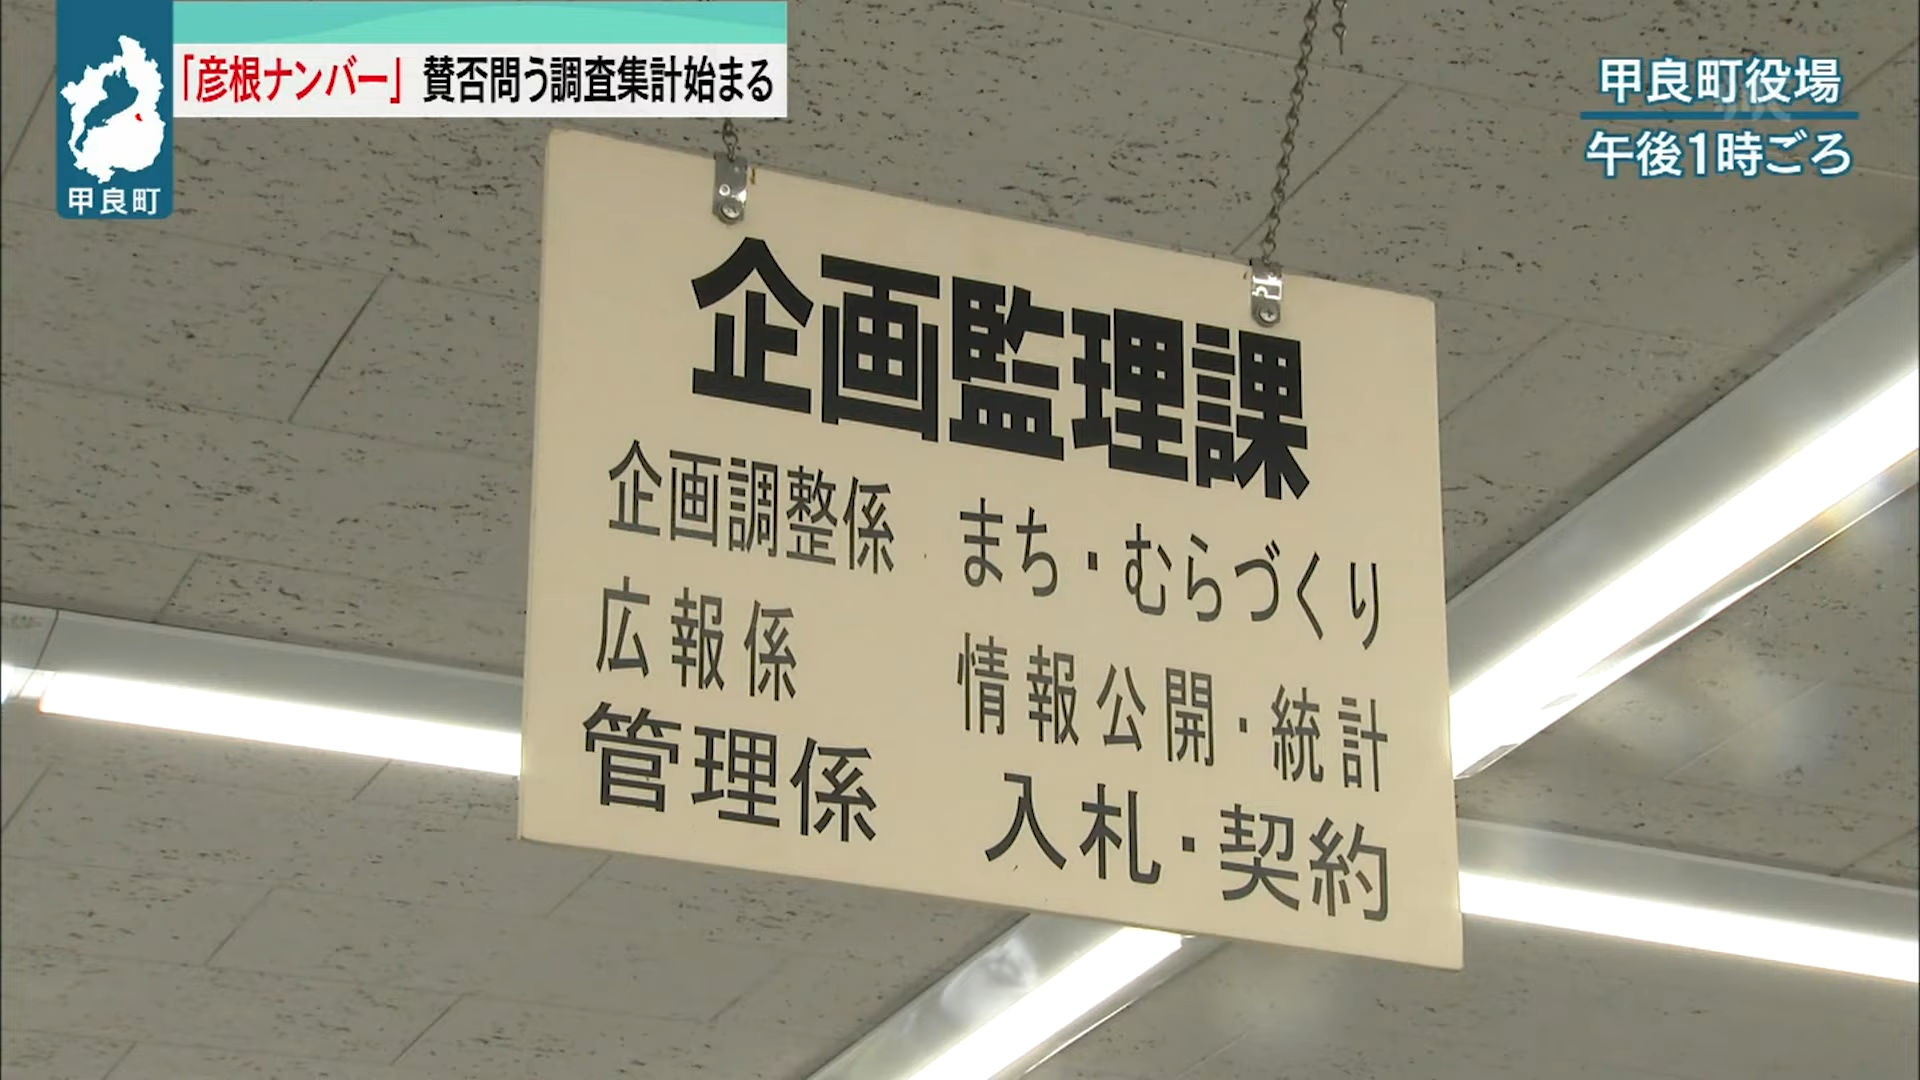 「彦根ナンバー」 賛否問う調査集計始まる
甲良町
甲良町役場
午後1時ごろ
企画監理課
企画調整係 まち・むらづくり
広報係 情報公開・統計
管理係 入札・契約